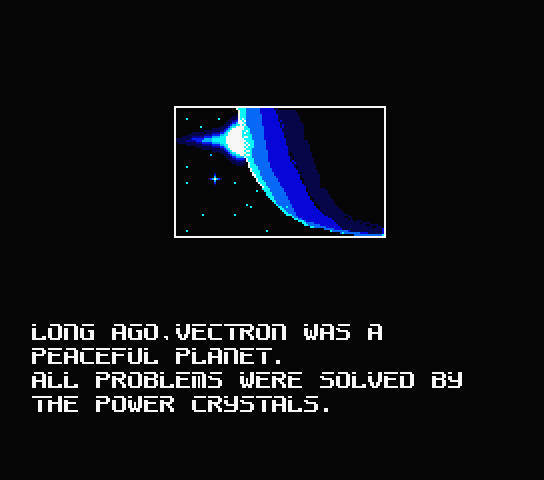 LONG AGO,VECTRON WAS A
PEACEFUL PLANET.
ALL PROBLEMS WERE SOLVED BY
THE POWER CRYSTALS.